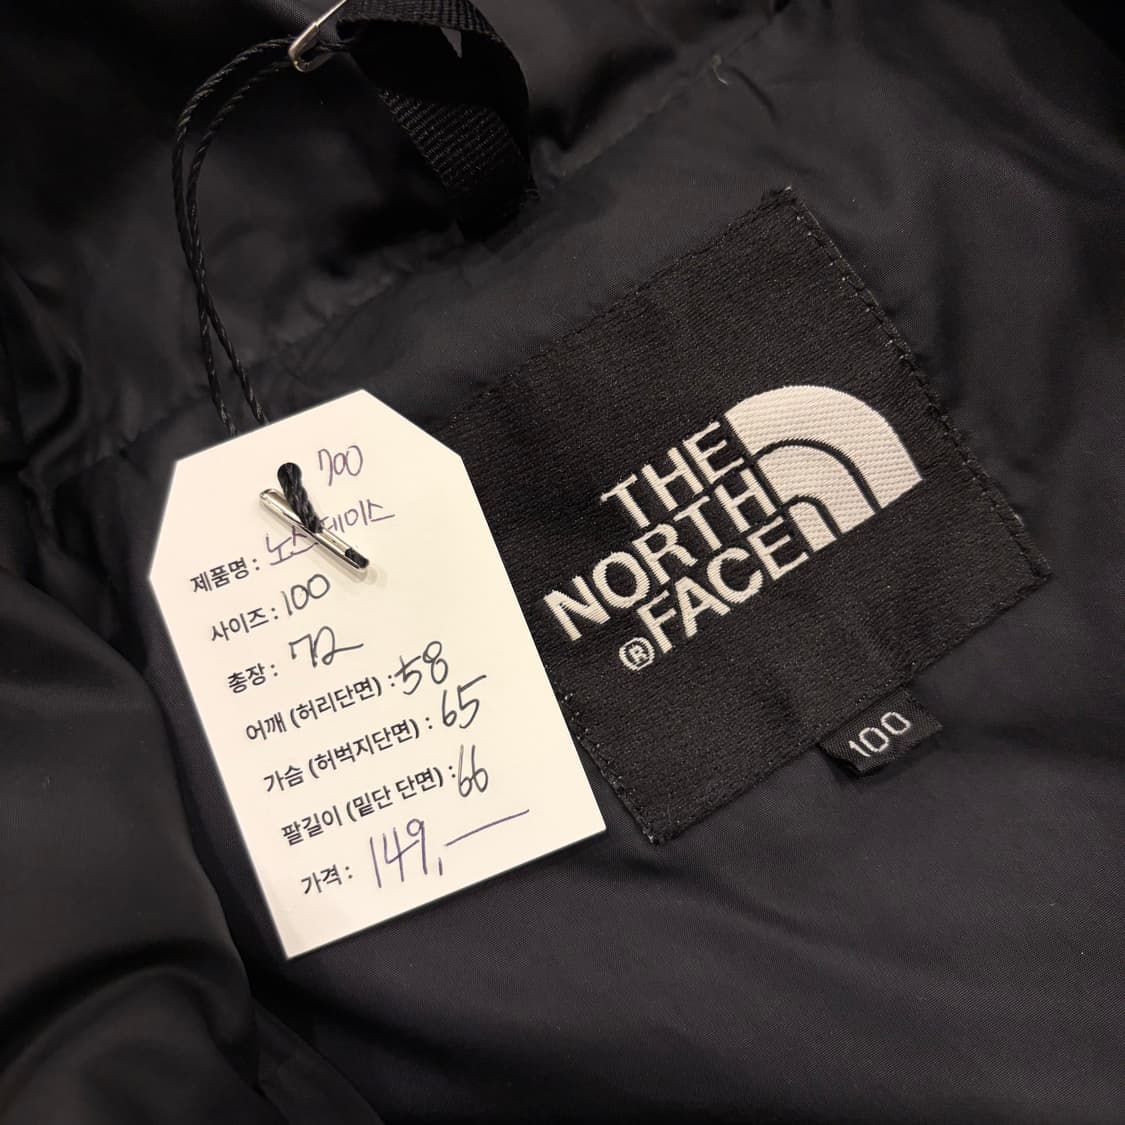 700
제품명 : 노스페이스
사이즈 : 100
총장 : 72
어깨 (허리단면) : 58
가슴 (허벅지단면) : 65
팔길이 (밑단 단면) : 66
가격 : 149,—
THE
NORTH
®FACE
100